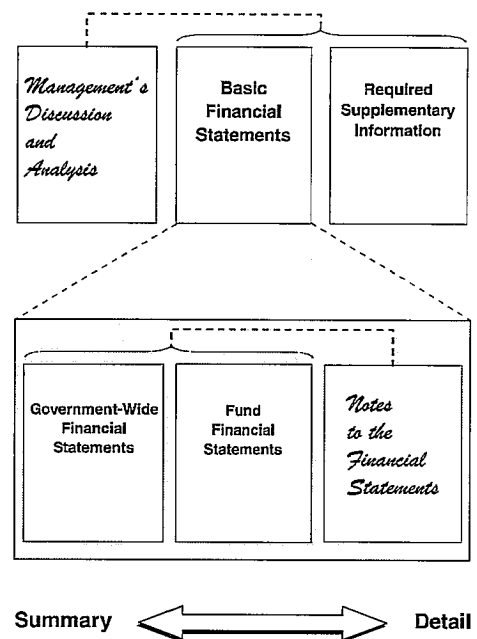 Management's
Discussion
and
Analysis
Basic
Financial
Statements
Required
Supplementary
Information
Government-Wide
Financial
Statements
Fund
Financial
Statements
Notes
to the
Financial
Statements
Summary
Detail